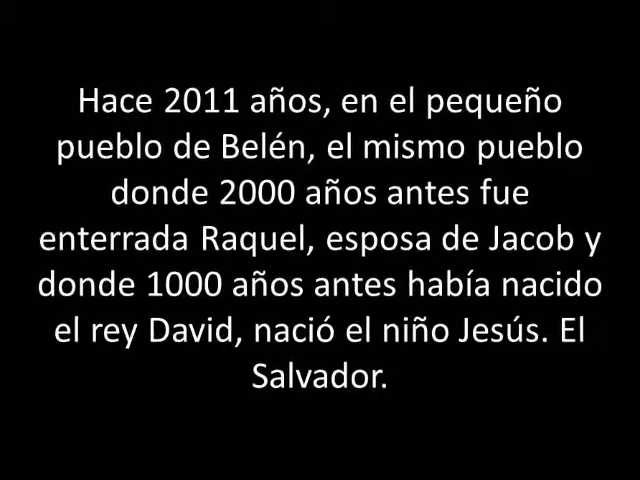 Hace 2011 años, en el pequeño
pueblo de Belén, el mismo pueblo
donde 2000 años antes fue
enterrada Raquel, esposa de Jacob y
donde 1000 años antes había nacido
el rey David, nació el niño Jesús. El
Salvador.